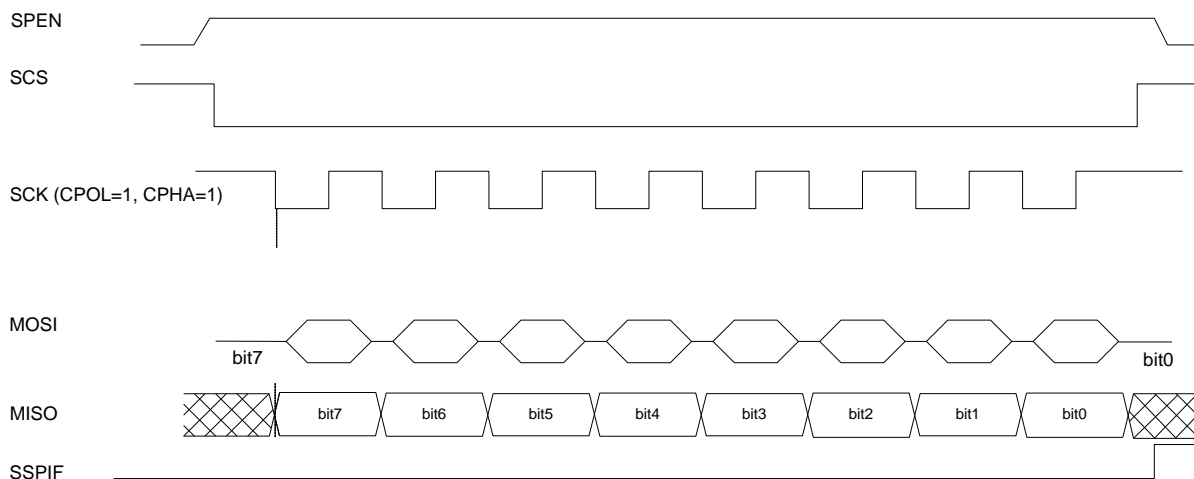 SPEN
SCS
SCK (CPOL=1, CPHA=1)
MOSI
bit7
bit0
MISO
bit7
bit6
bit5
bit4
bit3
bit2
bit1
bit0
SSPIF